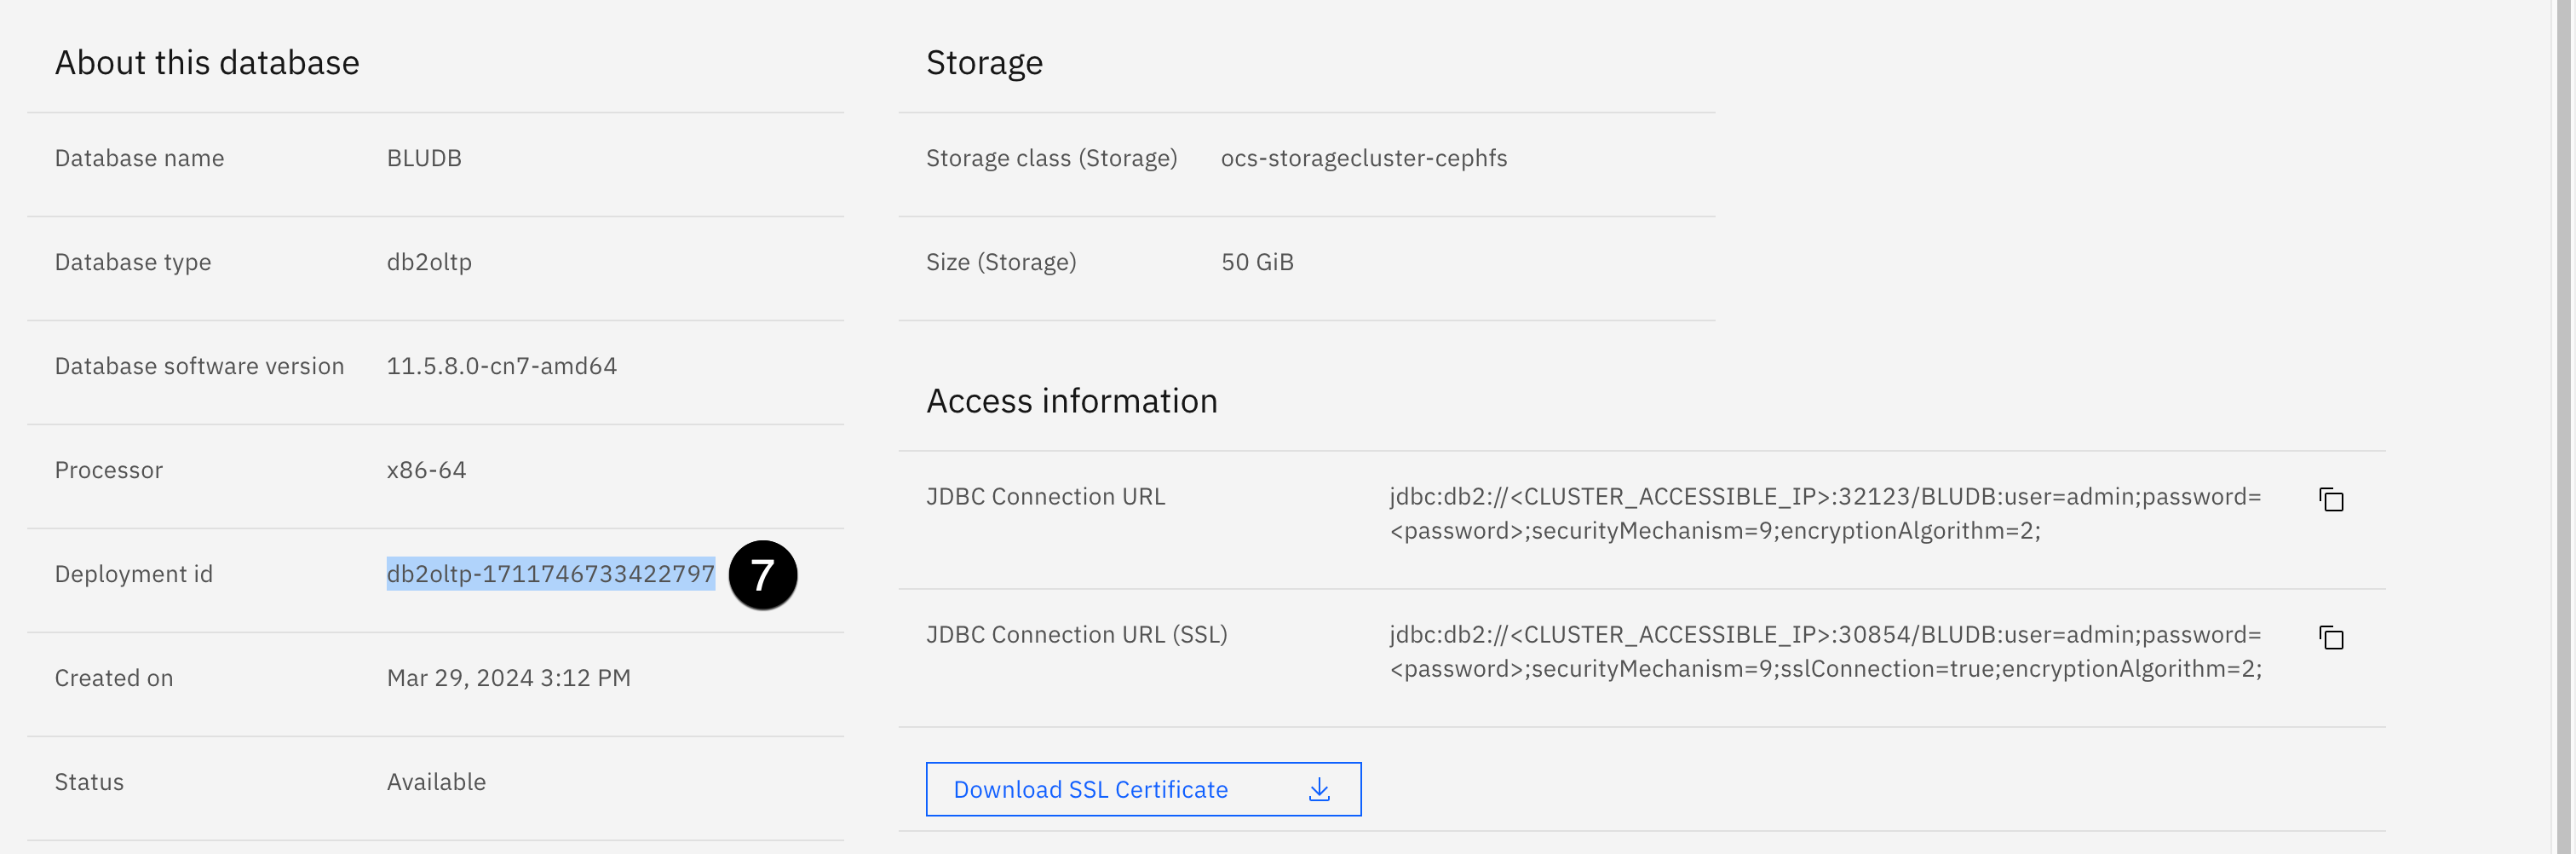 About this database
Database name BLUDB
Database type db2oltp
Database software version 11.5.8.0-cn7-amd64
Processor x86-64
Deployment id db2oltp-1711746733422797 7
Created on Mar 29, 2024 3:12 PM
Status Available
Storage
Storage class (Storage) ocs-storagecluster-cephfs
Size (Storage) 50 GiB
Access information
JDBC Connection URL jdbc:db2://<CLUSTER_ACCESSIBLE_IP>:32123/BLUDB:user=admin;password=
<password>;securityMechanism=9;encryptionAlgorithm=2;
JDBC Connection URL (SSL) jdbc:db2://<CLUSTER_ACCESSIBLE_IP>:30854/BLUDB:user=admin;password=
<password>;securityMechanism=9;sslConnection=true;encryptionAlgorithm=2;
Download SSL Certificate